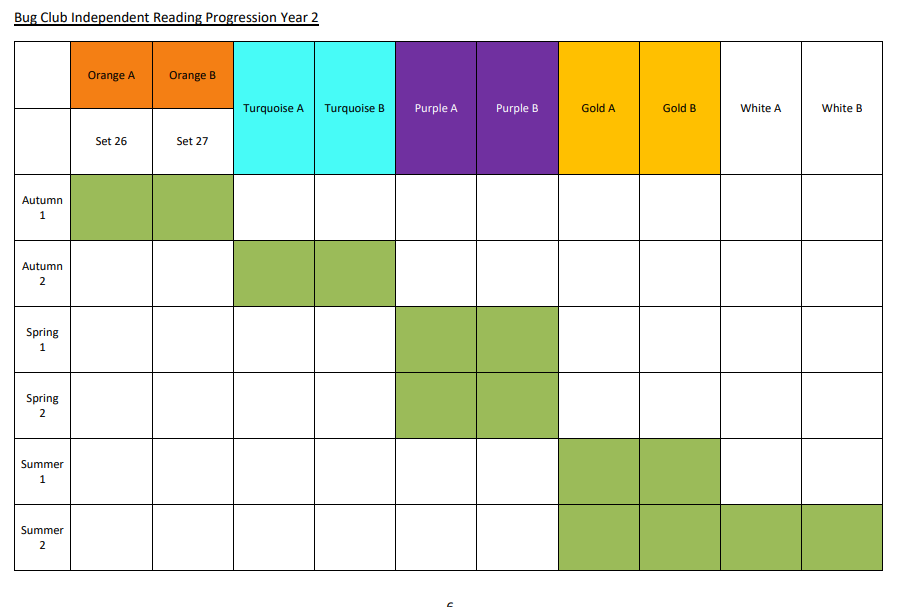 Bug Club Independent Reading Progression Year 2
Orange A
Orange B
Turquoise A
Turquoise B
Purple A
Purple B
Gold A
Gold B
White A
White B
Set 26
Set 27
Autumn
1
Autumn
2
Spring
1
Spring
2
Summer
1
Summer
2